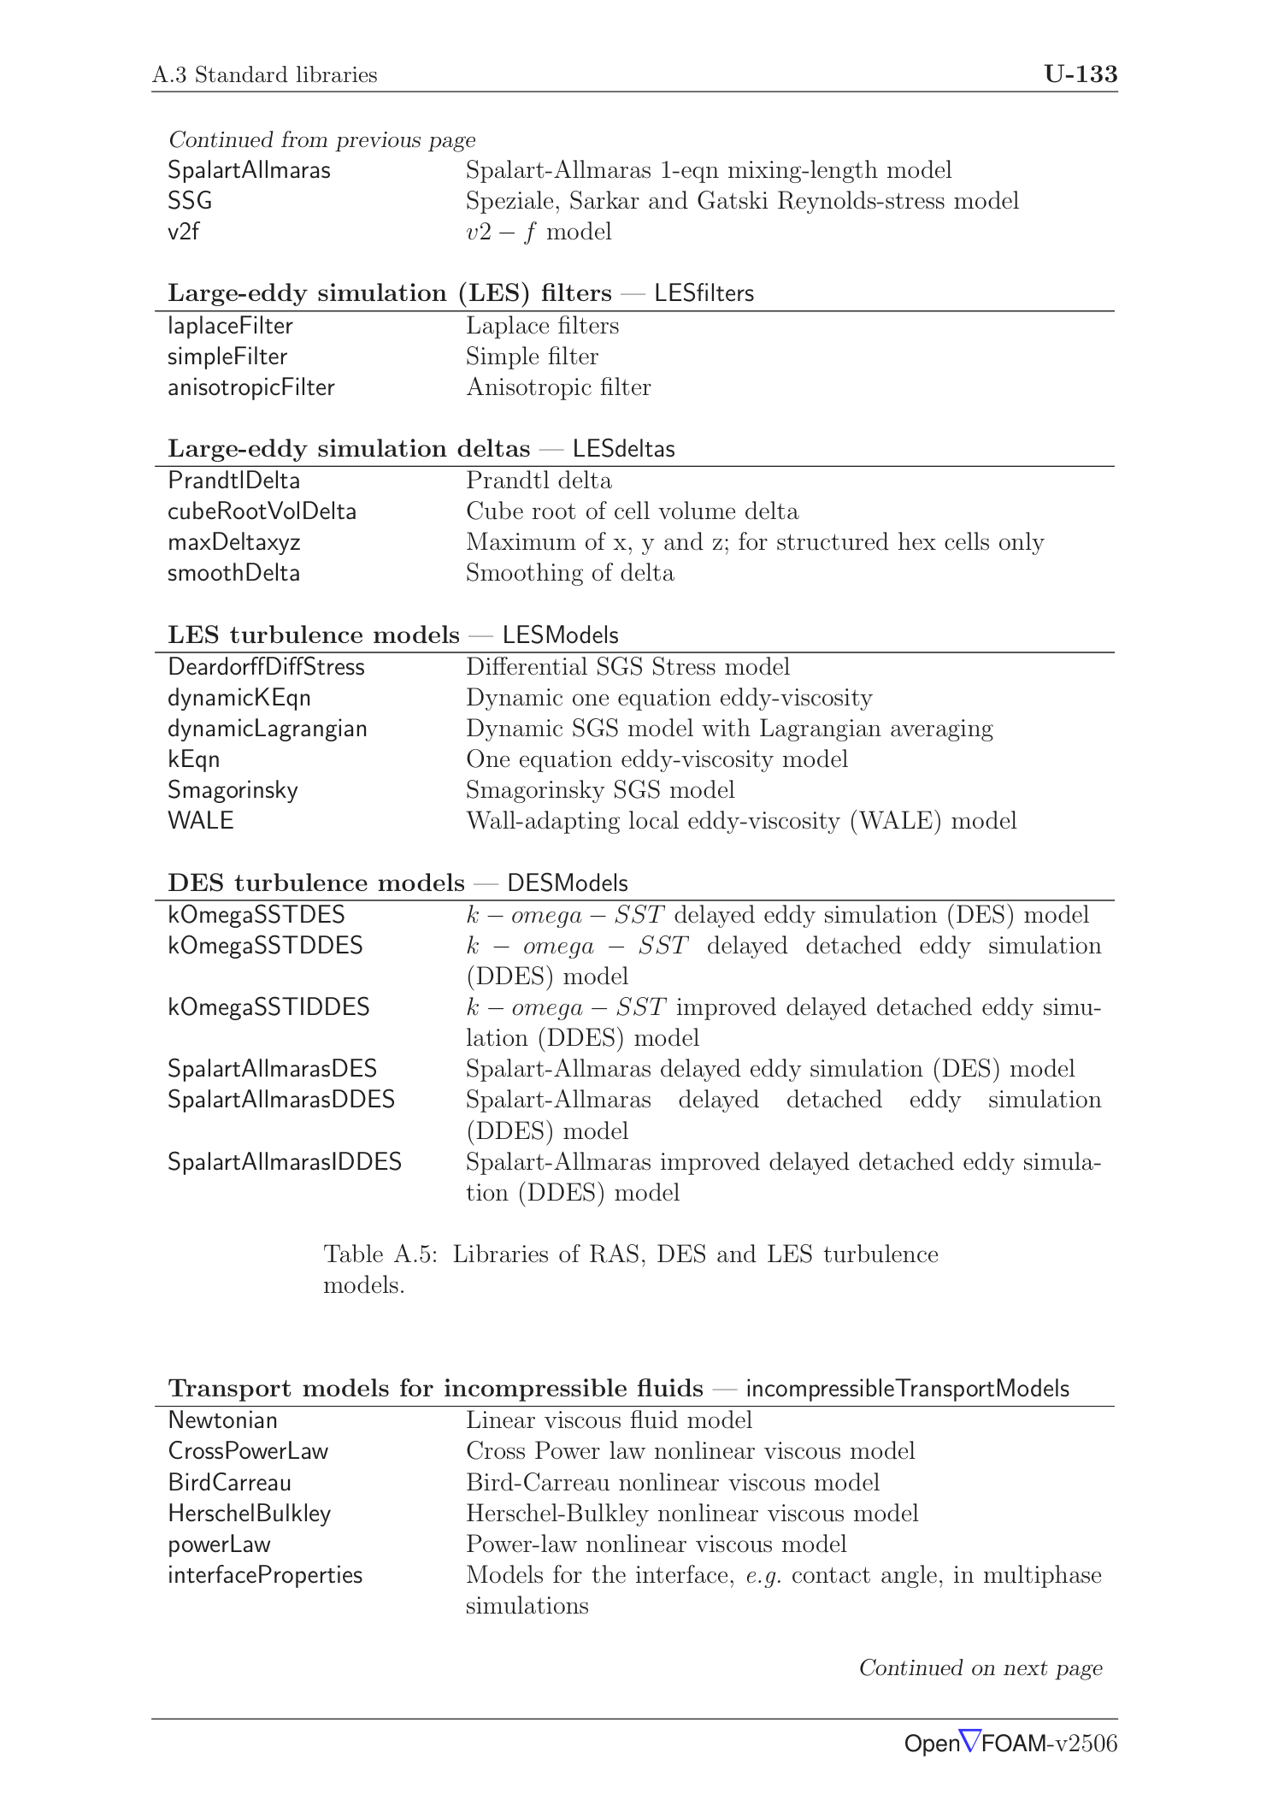 A.3 Standard libraries U-133
Continued from previous page
SpalartAllmaras Spalart-Allmaras 1-eqn mixing-length model
SSG Speziale, Sarkar and Gatski Reynolds-stress model
v2f v2 − f model
Large-eddy simulation (LES) filters — LESfilters
laplaceFilter Laplace filters
simpleFilter Simple filter
anisotropicFilter Anisotropic filter
Large-eddy simulation deltas — LESdeltas
PrandtlDelta Prandtl delta
cubeRootVolDelta Cube root of cell volume delta
maxDeltaxyz Maximum of x, y and z; for structured hex cells only
smoothDelta Smoothing of delta
LES turbulence models — LESModels
DeardorffDiffStress Differential SGS Stress model
dynamicKEqn Dynamic one equation eddy-viscosity
dynamicLagrangian Dynamic SGS model with Lagrangian averaging
kEqn One equation eddy-viscosity model
Smagorinsky Smagorinsky SGS model
WALE Wall-adapting local eddy-viscosity (WALE) model
DES turbulence models — DESModels
kOmegaSSTDES k − omega − SST delayed eddy simulation (DES) model
kOmegaSSTDDES k − omega − SST delayed detached eddy simulation
(DDES) model
kOmegaSSTIDDES k − omega − SST improved delayed detached eddy simu-
lation (DDES) model
SpalartAllmarasDES Spalart-Allmaras delayed eddy simulation (DES) model
SpalartAllmarasDDES Spalart-Allmaras delayed detached eddy simulation
(DDES) model
SpalartAllmarasIDDES Spalart-Allmaras improved delayed detached eddy simula-
tion (DDES) model
Table A.5: Libraries of RAS, DES and LES turbulence
models.
Transport models for incompressible fluids — incompressibleTransportModels
Newtonian Linear viscous fluid model
CrossPowerLaw Cross Power law nonlinear viscous model
BirdCarreau Bird-Carreau nonlinear viscous model
HerschelBulkley Herschel-Bulkley nonlinear viscous model
powerLaw Power-law nonlinear viscous model
interfaceProperties Models for the interface, e.g. contact angle, in multiphase
simulations
Continued on next page
Open∇FOAM-v2506